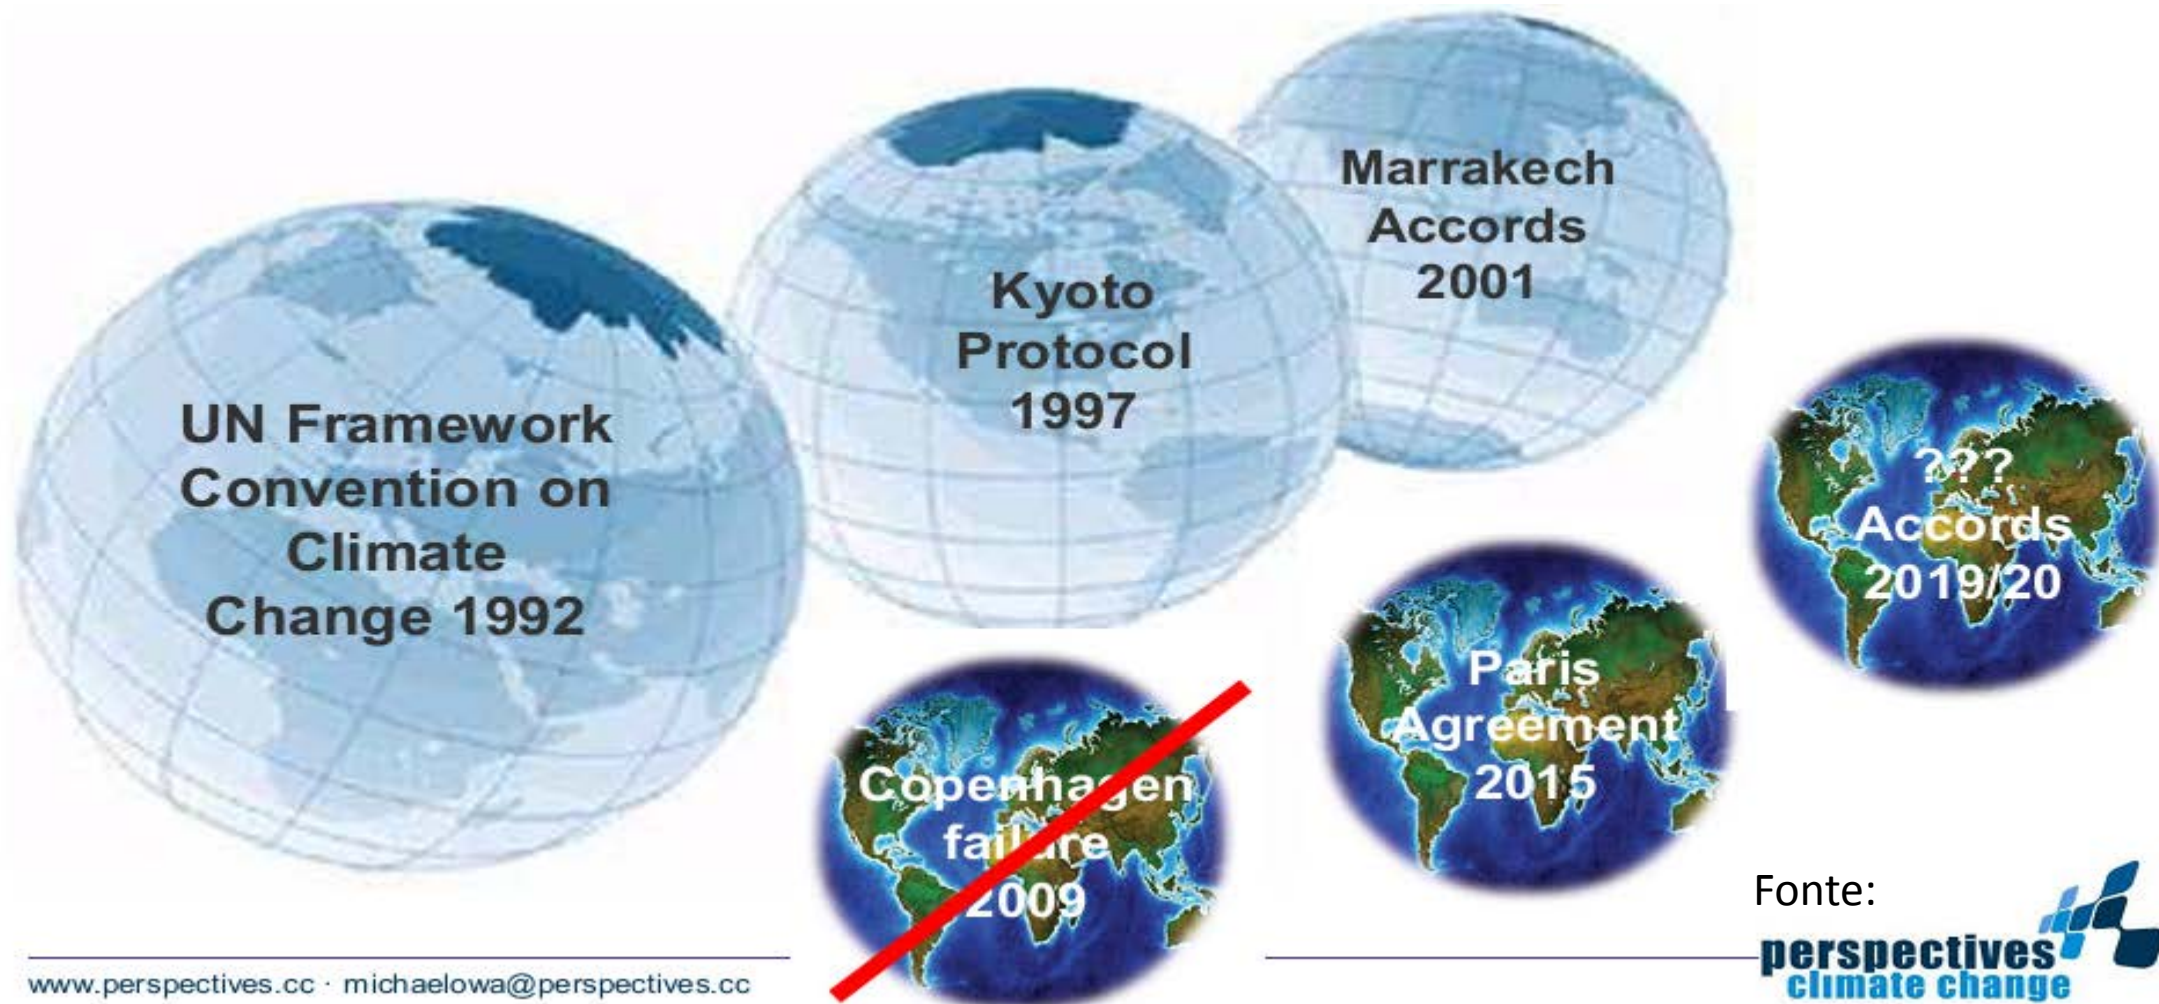 UN Framework
Convention on
Climate
Change 1992
Kyoto
Protocol
1997
Marrakech
Accords
2001
Copenhagen
failure
2009
Paris
Agreement
2015
???
Accords
2019/20
Fonte:
perspectives
climate change
www.perspectives.cc · michaelowa@perspectives.cc